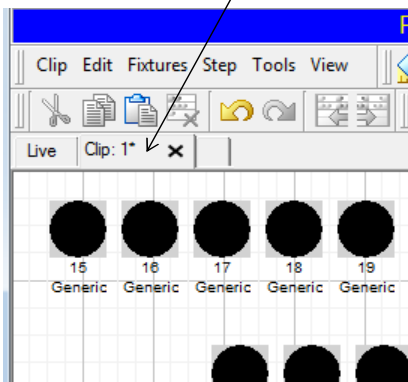 Clip Edit Fixtures Step Tools View
Live Clip: 1*
15 16 17 18 19
Generic Generic Generic Generic Generic